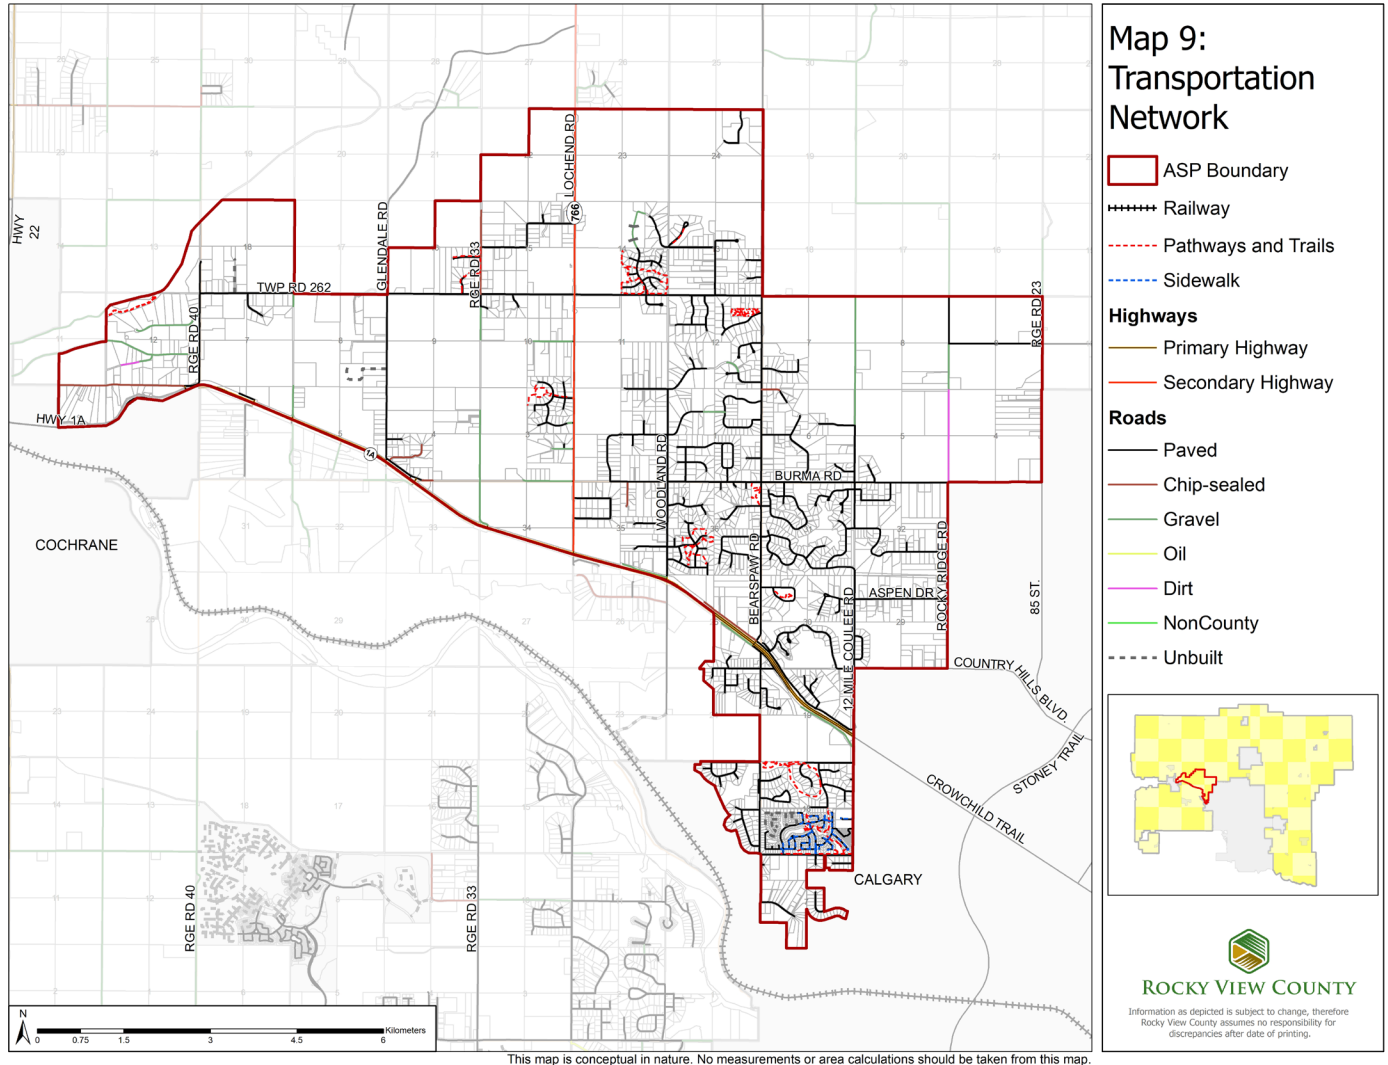 Map 9:
Transportation
Network
ASP Boundary
Railway
Pathways and Trails
Sidewalk
Highways
Primary Highway
Secondary Highway
Roads
Paved
Chip-sealed
Gravel
Oil
Dirt
NonCounty
Unbuilt
ROCKY VIEW COUNTY
Information as depicted is subject to change, therefore
Rocky View County assumes no responsibility for
discrepancies after date of printing.
HWY
22
GLENDALE RD
LOCHEND RD
766
RGE RD 33
TWP RD 262
RGE RD 40
RGE RD 23
HWY 1A
1A
WOODLAND RD
BURMA RD
BEARSPAW RD
ROCKY RIDGE RD
ASPEN DR
12 MILE COULEE RD
85 ST.
COCHRANE
COUNTRY HILLS BLVD.
STONEY TRAIL
CROWCHILD TRAIL
CALGARY
RGE RD 40
RGE RD 33
N
0 0.75 1.5 3 4.5 6
Kilometers
This map is conceptual in nature. No measurements or area calculations should be taken from this map.